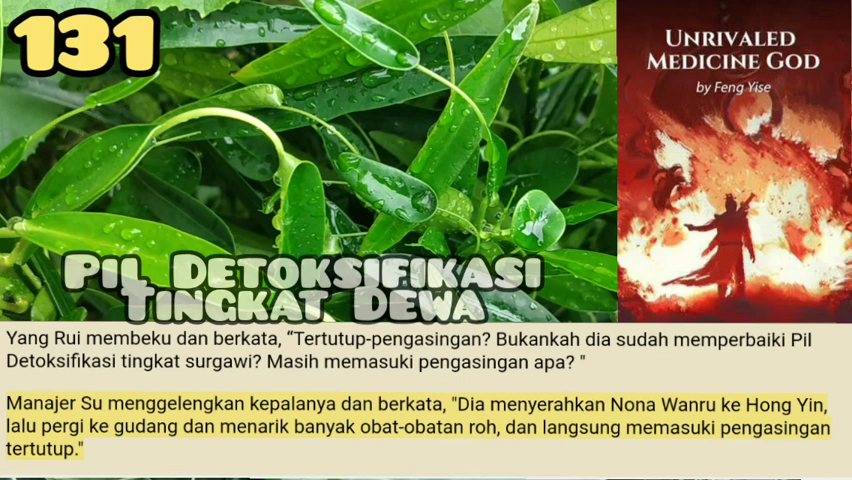 131
UNRIVALED
MEDICINE GOD
by Feng Yise
PIL DETOKSIFIKASI
TINGKAT DEWA
Yang Rui membeku dan berkata, “Tertutup-pengasingan? Bukankah dia sudah memperbaiki Pil
Detoksifikasi tingkat surgawi? Masih memasuki pengasingan apa? "
Manajer Su menggelengkan kepalanya dan berkata, "Dia menyerahkan Nona Wanru ke Hong Yin,
lalu pergi ke gudang dan menarik banyak obat-obatan roh, dan langsung memasuki pengasingan
tertutup."